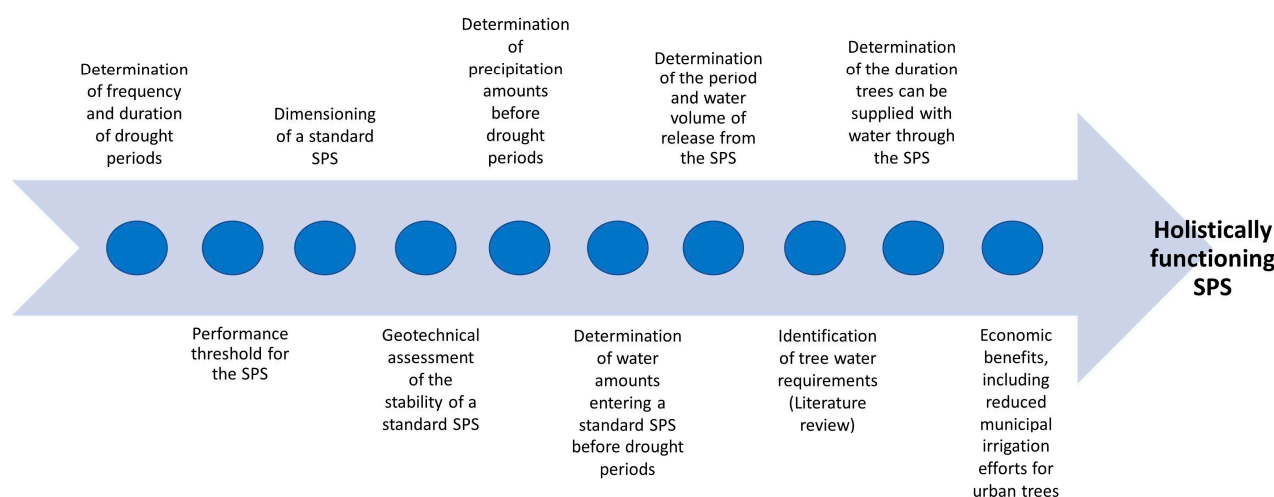 Determination
of frequency
and duration
of drought
periods
Performance
threshold for
the SPS
Dimensioning
of a standard
SPS
Geotechnical
assessment
of the
stability of a
standard SPS
Determination
of
precipitation
amounts
before
drought
periods
Determination
of water
amounts
entering a
standard SPS
before drought
periods
Determination
of the period
and water
volume of
release from
the SPS
Identification
of tree water
requirements
(Literature
review)
Determination
of the duration
trees can be
supplied with
water through
the SPS
Economic
benefits,
including
reduced
municipal
irrigation
efforts for
urban trees
Holistically
functioning
SPS